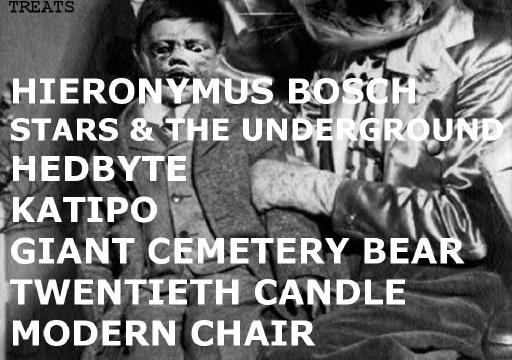 TREATS
HIERONYMUS BOSCH
STARS & THE UNDERGROUND
HEDBYTE
KATIPO
GIANT CEMETERY BEAR
TWENTIETH CANDLE
MODERN CHAIR